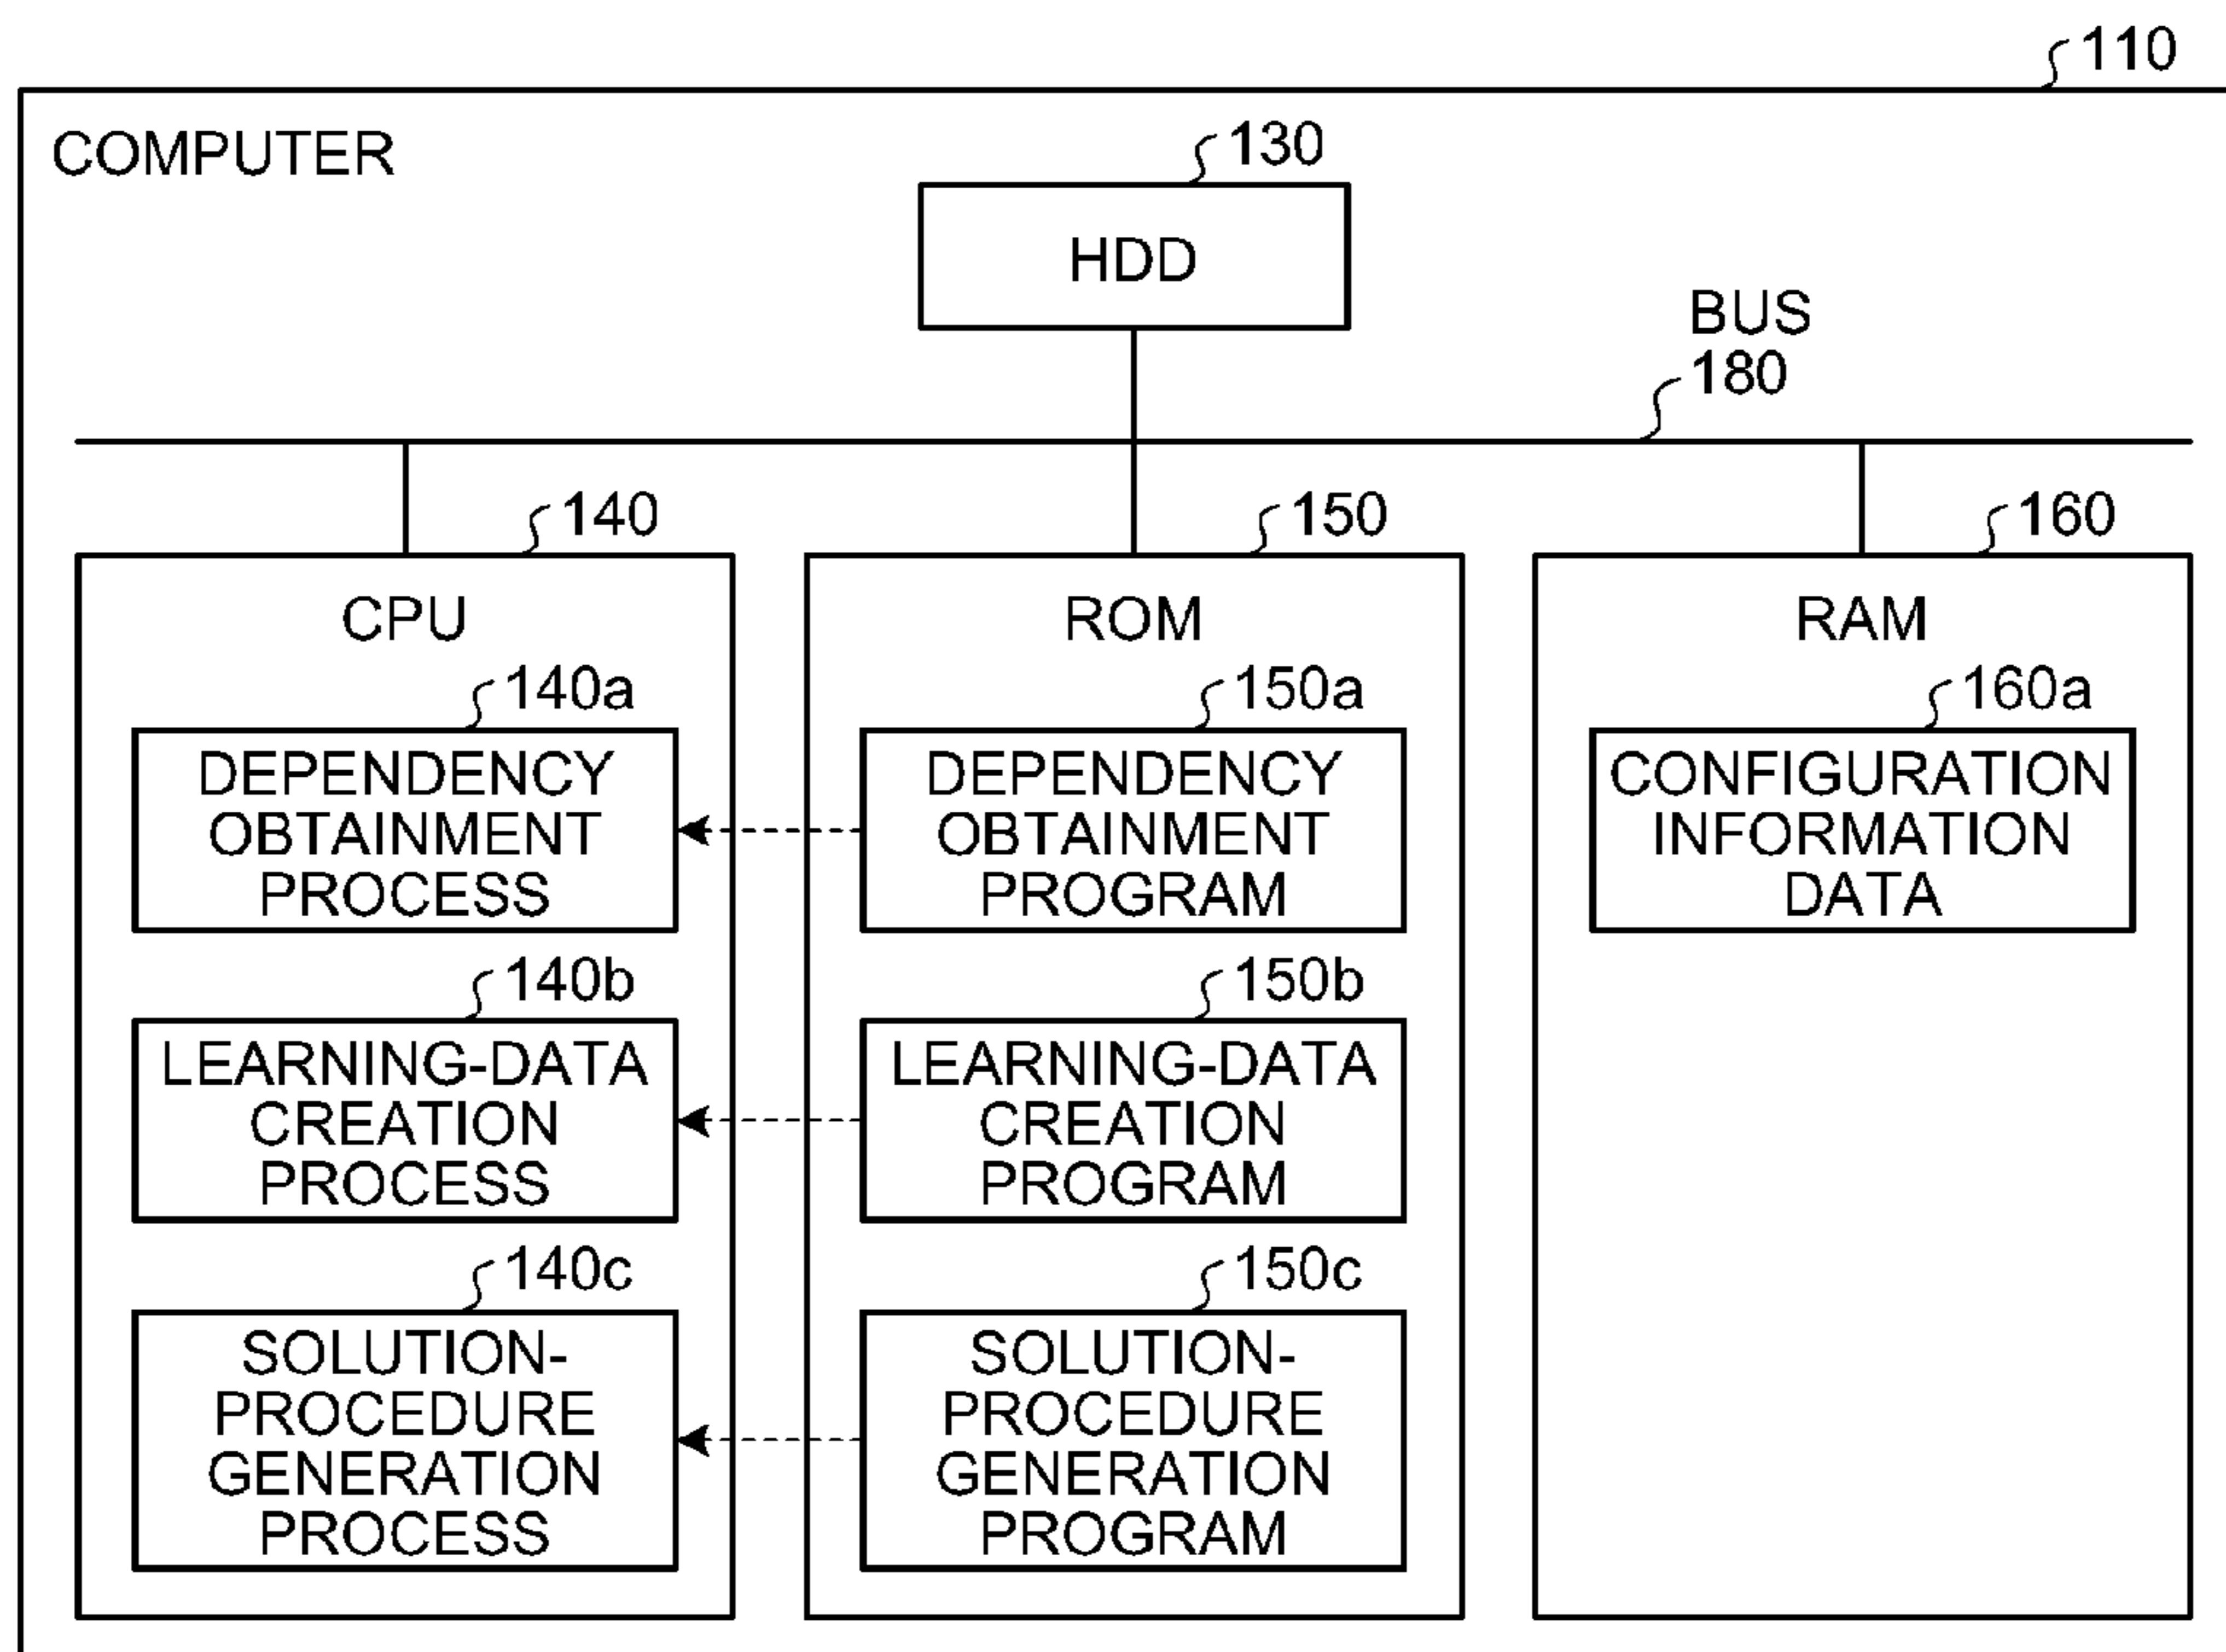 110
COMPUTER
130
HDD
BUS
180
140
CPU
140a
DEPENDENCY
OBTAINMENT
PROCESS
140b
LEARNING-DATA
CREATION
PROCESS
140c
SOLUTION-
PROCEDURE
GENERATION
PROCESS
150
ROM
150a
DEPENDENCY
OBTAINMENT
PROGRAM
150b
LEARNING-DATA
CREATION
PROGRAM
150c
SOLUTION-
PROCEDURE
GENERATION
PROGRAM
160
RAM
160a
CONFIGURATION
INFORMATION
DATA